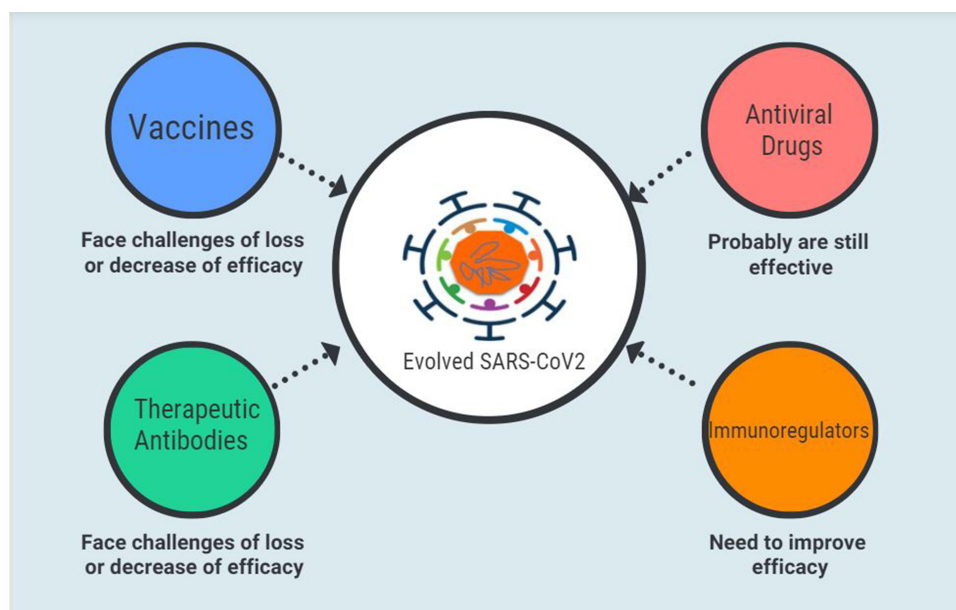 Vaccines
Face challenges of loss
or decrease of efficacy
Antiviral
Drugs
Probably are still
effective
Evolved SARS-CoV2
Therapeutic
Antibodies
Face challenges of loss
or decrease of efficacy
Immunoregulators
Need to improve
efficacy